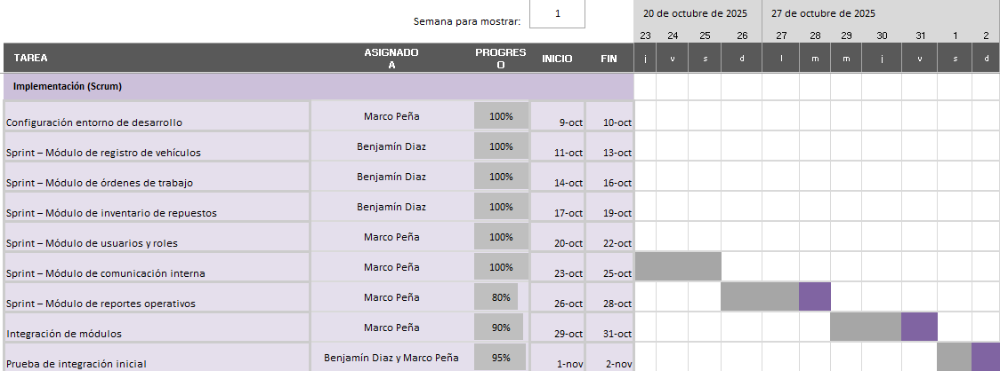 Semana para mostrar: 1 20 de octubre de 2025 27 de octubre de 2025
23 24 25 26 27 28 29 30 31 1 2
TAREA ASIGNADO A PROGRESO INICIO FIN j v s d l m m j v s d
Implementación (Scrum)
Configuración entorno de desarrollo Marco Peña 100% 9-oct 10-oct
Sprint – Módulo de registro de vehículos Benjamín Diaz 100% 11-oct 13-oct
Sprint – Módulo de órdenes de trabajo Benjamín Diaz 100% 14-oct 16-oct
Sprint – Módulo de inventario de repuestos Benjamín Diaz 100% 17-oct 19-oct
Sprint – Módulo de usuarios y roles Marco Peña 100% 20-oct 22-oct
Sprint – Módulo de comunicación interna Marco Peña 100% 23-oct 25-oct
Sprint – Módulo de reportes operativos Marco Peña 80% 26-oct 28-oct
Integración de módulos Marco Peña 90% 29-oct 31-oct
Prueba de integración inicial Benjamín Diaz y Marco Peña 95% 1-nov 2-nov